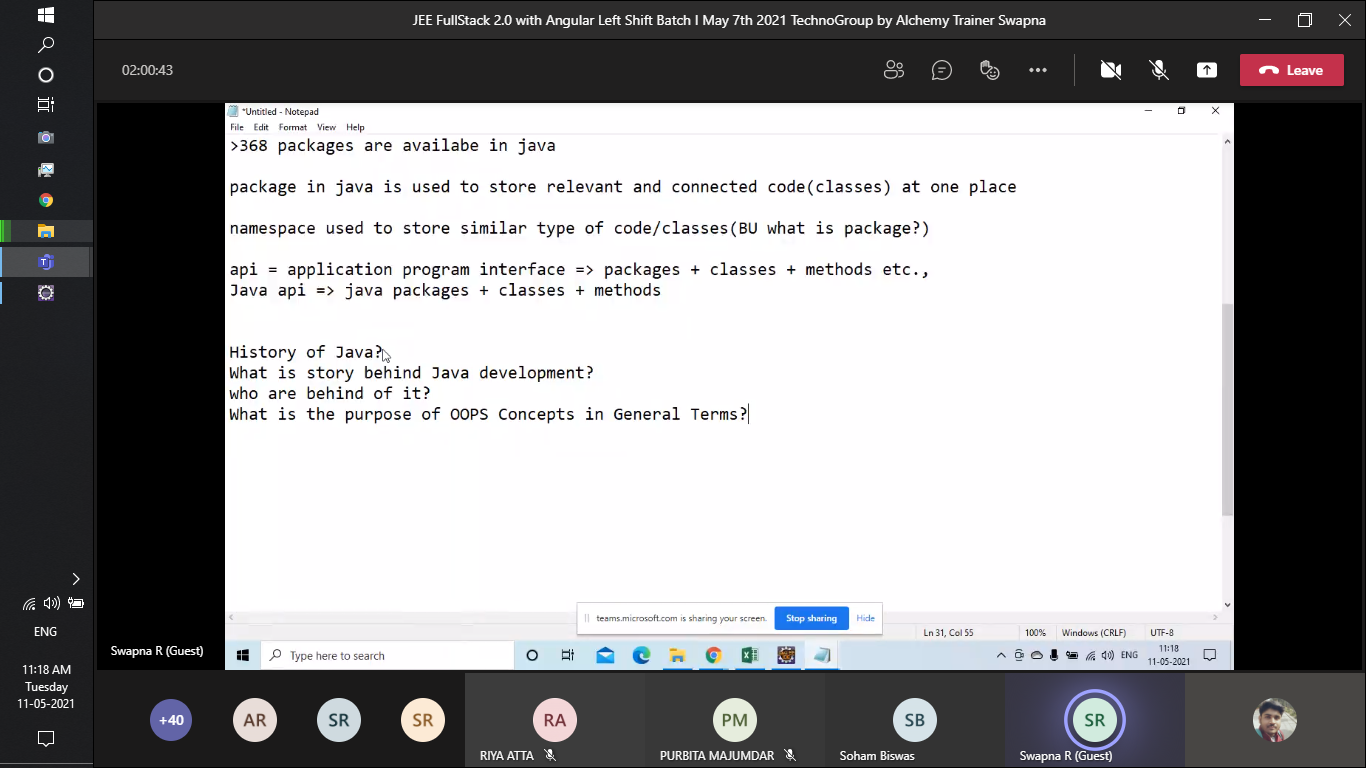 JEE FullStack 2.0 with Angular Left Shift Batch I May 7th 2021 TechnoGroup by Alchemy Trainer Swapna
02:00:43
Leave
*Untitled - Notepad
File Edit Format View Help
>368 packages are availabe in java
package in java is used to store relevant and connected code(classes) at one place
namespace used to store similar type of code/classes(BU what is package?)
api = application program interface => packages + classes + methods etc.,
Java api => java packages + classes + methods
History of Java?
What is story behind Java development?
who are behind of it?
What is the purpose of OOPS Concepts in General Terms?
teams.microsoft.com is sharing your screen. Stop sharing Hide
Ln 31, Col 55 100% Windows (CRLF) UTF-8
Swapna R (Guest)
Type here to search
ENG
11:18
11-05-2021
ENG
11:18 AM
Tuesday
11-05-2021
+40
AR
SR
SR
RA
PM
SB
SR
RIYA ATTA
PURBITA MAJUMDAR
Soham Biswas
Swapna R (Guest)